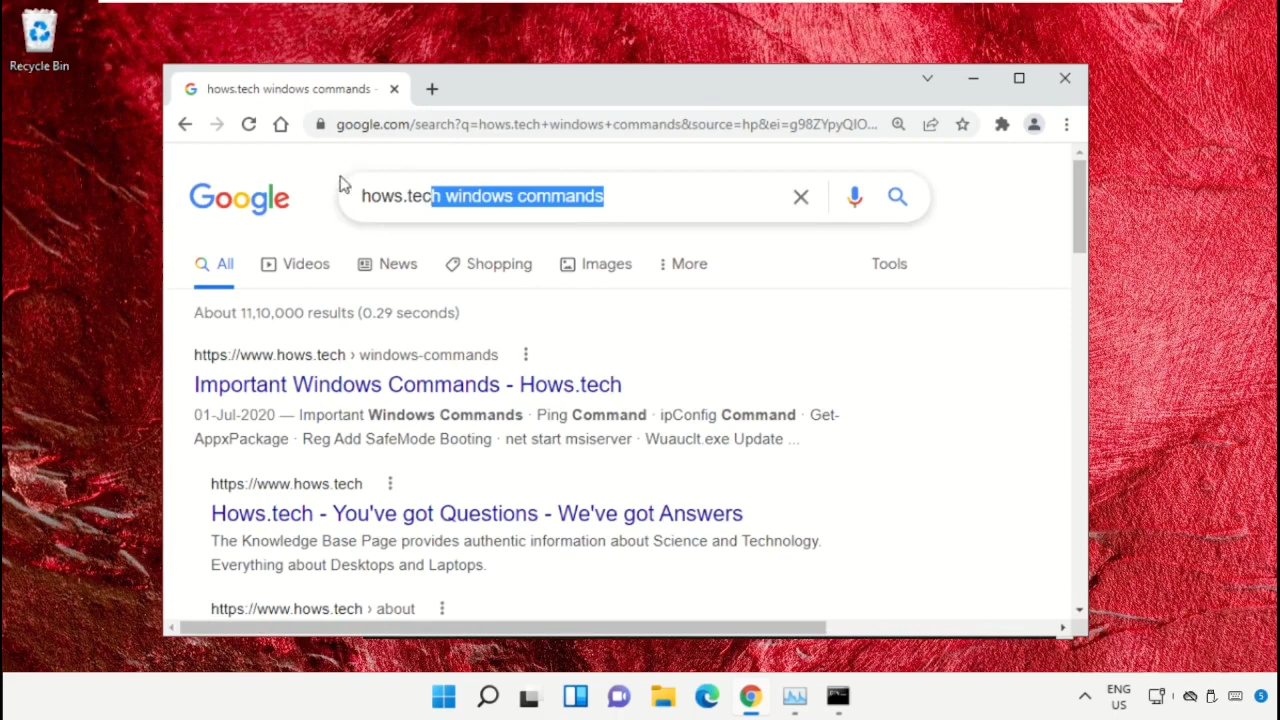 Recycle Bin
hows.tech windows commands -
google.com/search?q=hows.tech+windows+commands&source=hp&ei=g98ZYpyQIO...
Google
hows.tech windows commands
All Videos News Shopping Images More Tools
About 11,10,000 results (0.29 seconds)
https://www.hows.tech › windows-commands
Important Windows Commands - Hows.tech
01-Jul-2020 — Important Windows Commands · Ping Command · ipConfig Command · Get-
AppxPackage · Reg Add SafeMode Booting · net start msiserver · Wuauclt.exe Update ...
https://www.hows.tech
Hows.tech - You've got Questions - We've got Answers
The Knowledge Base Page provides authentic information about Science and Technology.
Everything about Desktops and Laptops.
https://www.hows.tech › about
ENG
US
5